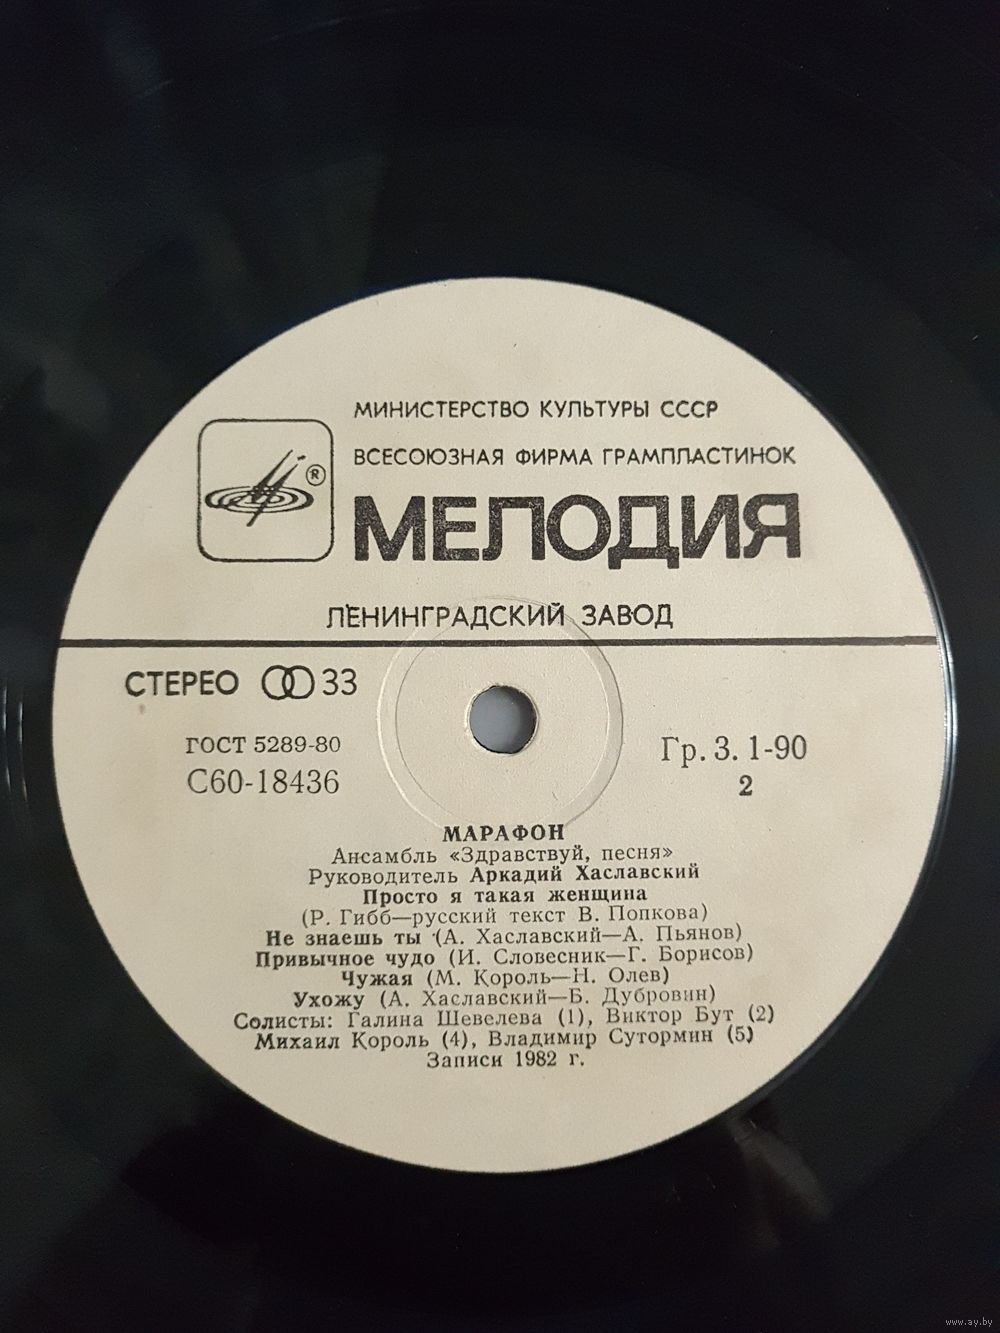 МИНИСТЕРСТВО КУЛЬТУРЫ СССР
ВСЕСОЮЗНАЯ ФИРМА ГРАМПЛАСТИНОК
®
МЕЛОДИЯ
ЛЕНИНГРАДСКИЙ ЗАВОД
СТЕРЕО 33
ГОСТ 5289-80
С60-18436
Гр. 3. 1-90
2
МАРАФОН
Ансамбль «Здравствуй, песня»
Руководитель Аркадий Хаславский
Просто я такая женщина
(Р. Гибб—русский текст В. Попкова)
Не знаешь ты (А. Хаславский—А. Пьянов)
Привычное чудо (И. Словесник—Г. Борисов)
Чужая (М. Король—Н. Олев)
Ухожу (А. Хаславский—Б. Дубровин)
Солисты: Галина Шевелева (1), Виктор Бут (2)
Михаил Король (4), Владимир Сутормин (5)
Записи 1982 г.
www.ay.by